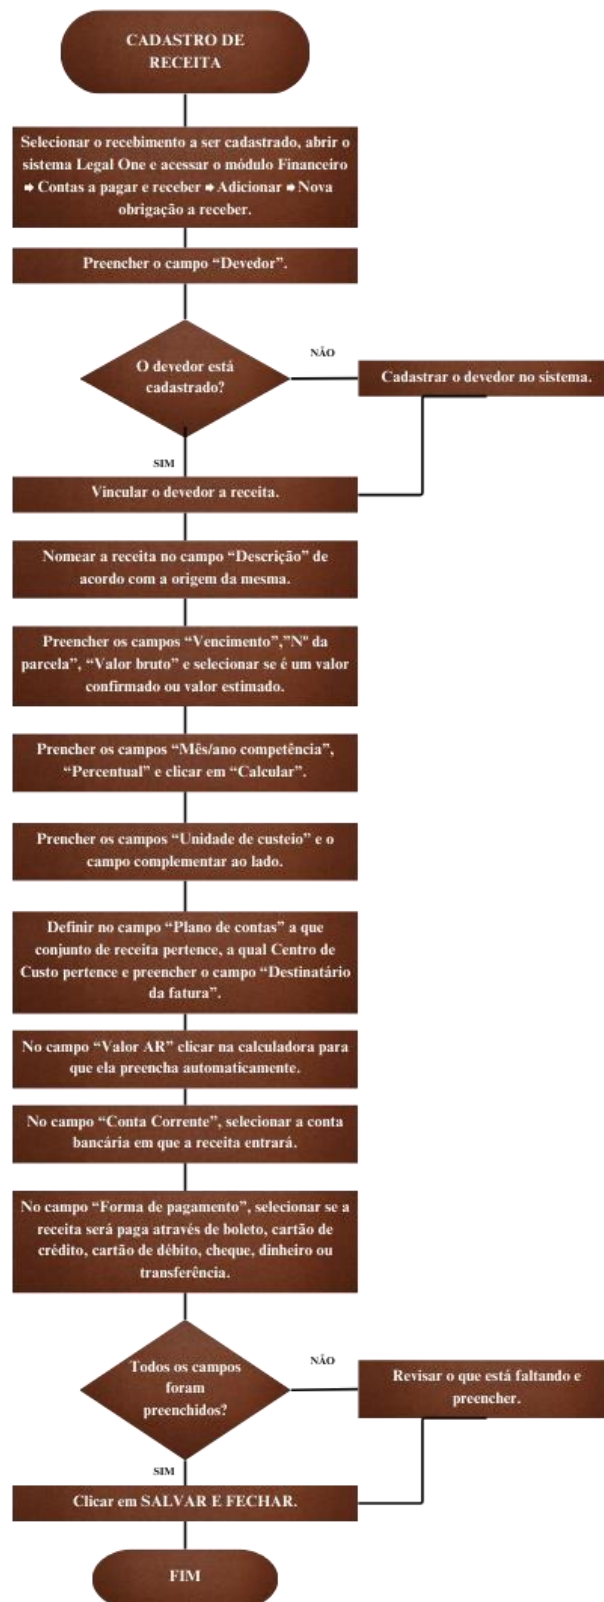 CADASTRO DE
RECEITA
Selecionar o recebimento a ser cadastrado, abrir o
sistema Legal One e acessar o módulo Financeiro
➧ Contas a pagar e receber ➧ Adicionar ➧ Nova
obrigação a receber.
Preencher o campo “Devedor”.
O devedor está
cadastrado?
NÃO
Cadastrar o devedor no sistema.
SIM
Vincular o devedor a receita.
Nomear a receita no campo “Descrição” de
acordo com a origem da mesma.
Preencher os campos “Vencimento”,”Nº da
parcela”, “Valor bruto” e selecionar se é um valor
confirmado ou valor estimado.
Prencher os campos “Mês/ano competência”,
“Percentual” e clicar em “Calcular”.
Prencher os campos “Unidade de custeio” e o
campo complementar ao lado.
Definir no campo “Plano de contas” a que
conjunto de receita pertence, a qual Centro de
Custo pertence e preencher o campo “Destinatário
da fatura”.
No campo “Valor AR” clicar na calculadora para
que ela preencha automaticamente.
No campo “Conta Corrente”, selecionar a conta
bancária em que a receita entrará.
No campo “Forma de pagamento”, selecionar se a
receita será paga através de boleto, cartão de
crédito, cartão de débito, cheque, dinheiro ou
transferência.
Todos os campos
foram
preenchidos?
NÃO
Revisar o que está faltando e
preencher.
SIM
Clicar em SALVAR E FECHAR.
FIM